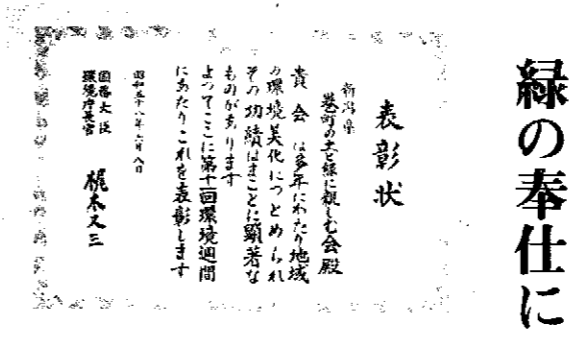 緑の奉仕に
表彰状
新潟県
巻町の土と緑に親しむ会殿
貴会は多年にわたり地域
の環境美化につとめられ
その功績はまことに顕著な
ものがあります
よってここに第十一回環境週間
にあたりこれを表彰します
昭和五十八年六月八日
国務大臣
環境庁長官
梶木又三